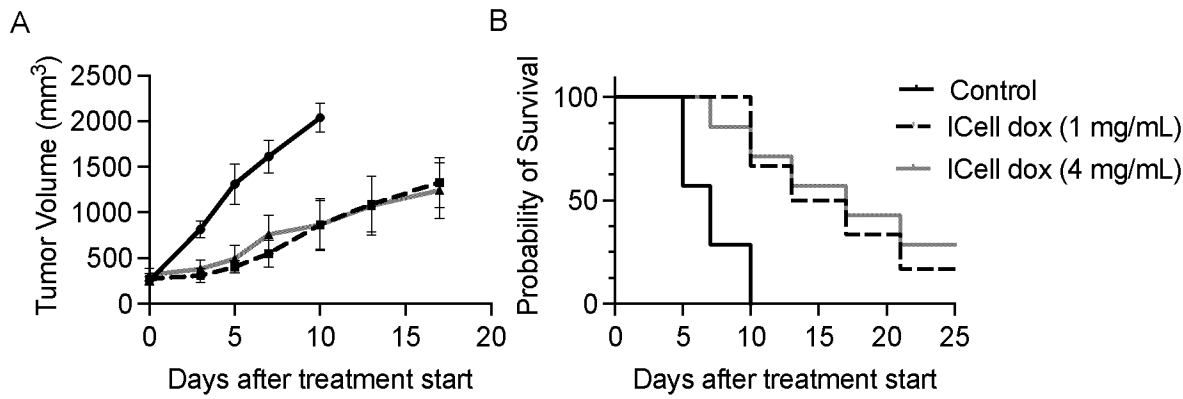 A
Tumor Volume (mm³)
2500
2000
1500
1000
500
0
0 5 10 15 20
Days after treatment start
B
Probability of Survival
100
50
0
0 5 10 15 20 25
Days after treatment start
Control
ICell dox (1 mg/mL)
ICell dox (4 mg/mL)